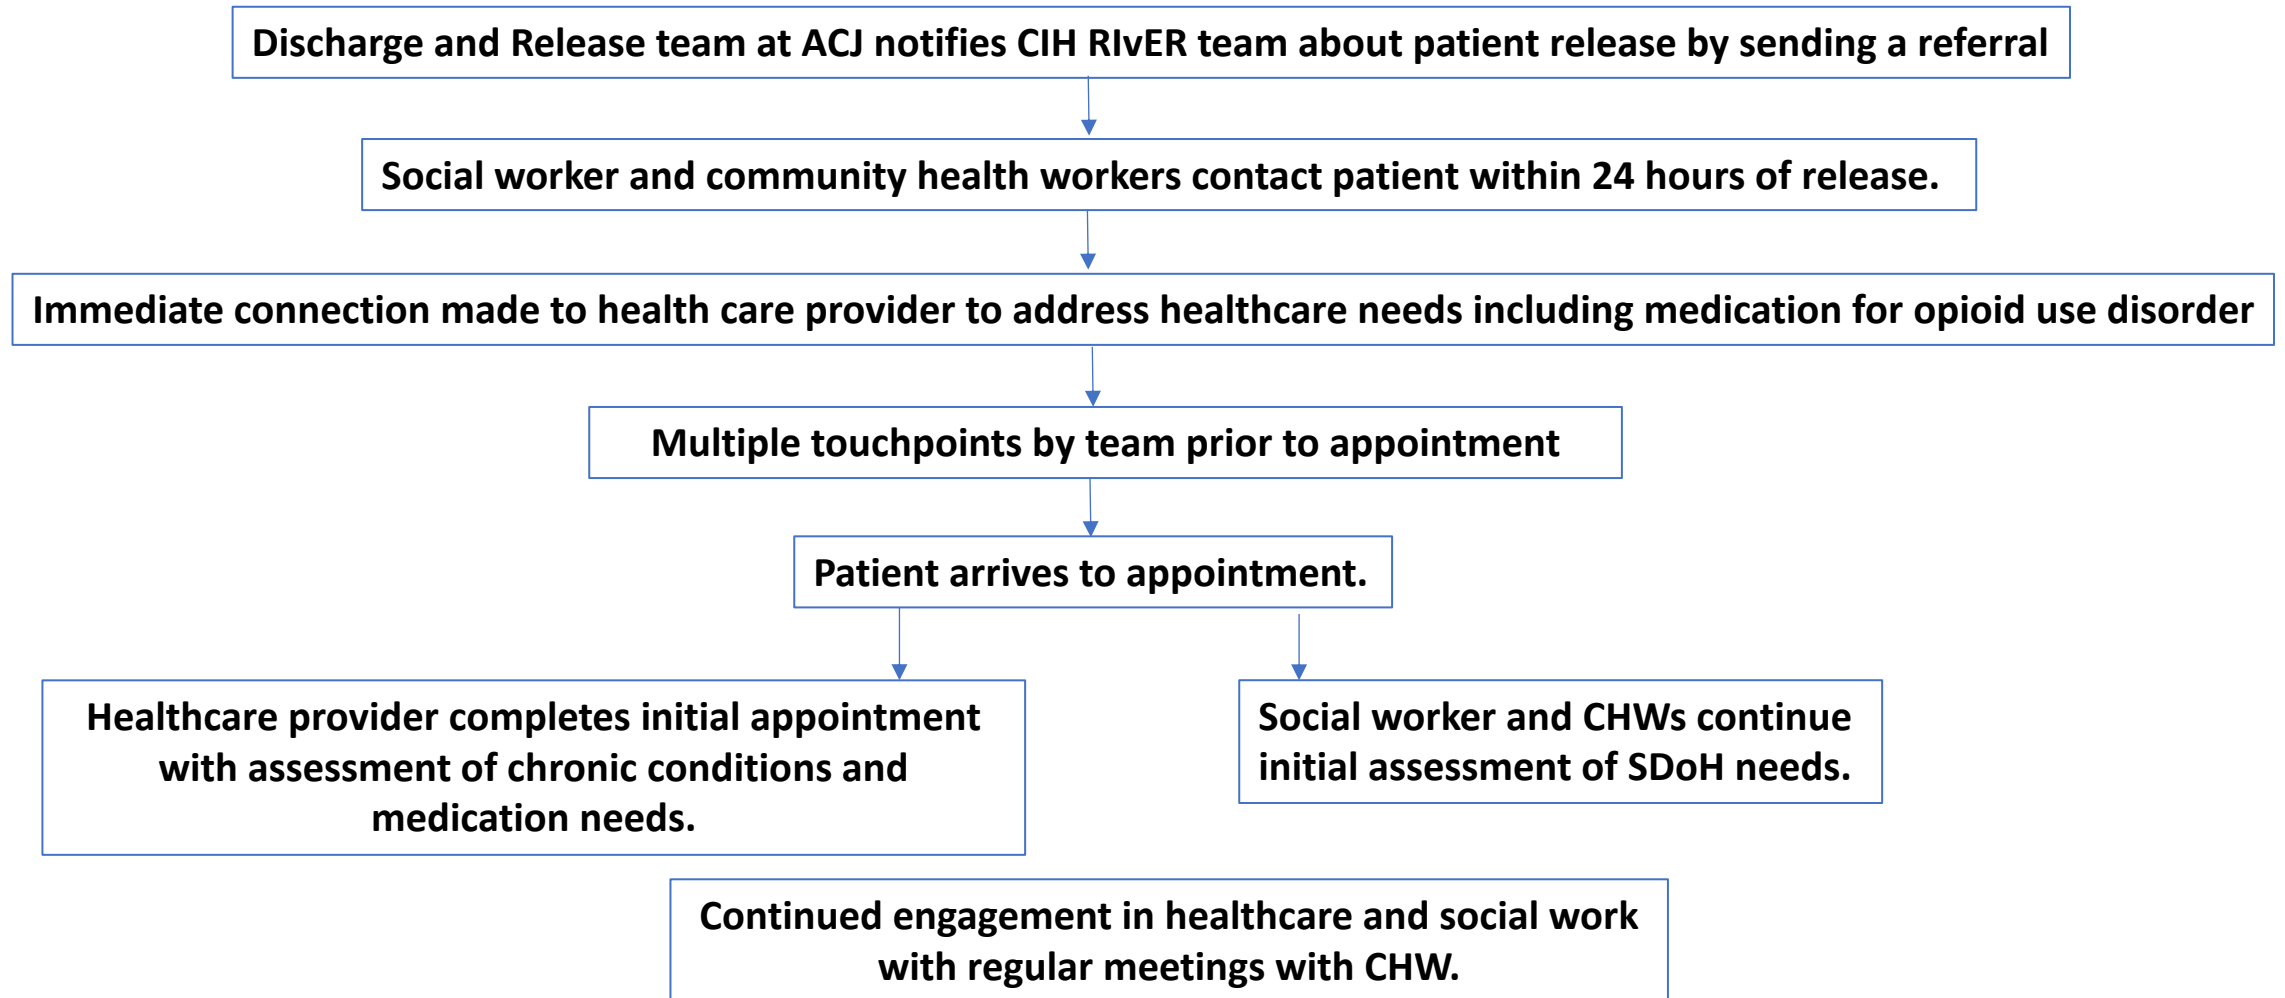 Discharge and Release team at ACJ notifies CIH RIvER team about patient release by sending a referral
Social worker and community health workers contact patient within 24 hours of release.
Immediate connection made to health care provider to address healthcare needs including medication for opioid use disorder
Multiple touchpoints by team prior to appointment
Patient arrives to appointment.
Healthcare provider completes initial appointment
with assessment of chronic conditions and
medication needs.
Social worker and CHWs continue
initial assessment of SDoH needs.
Continued engagement in healthcare and social work
with regular meetings with CHW.